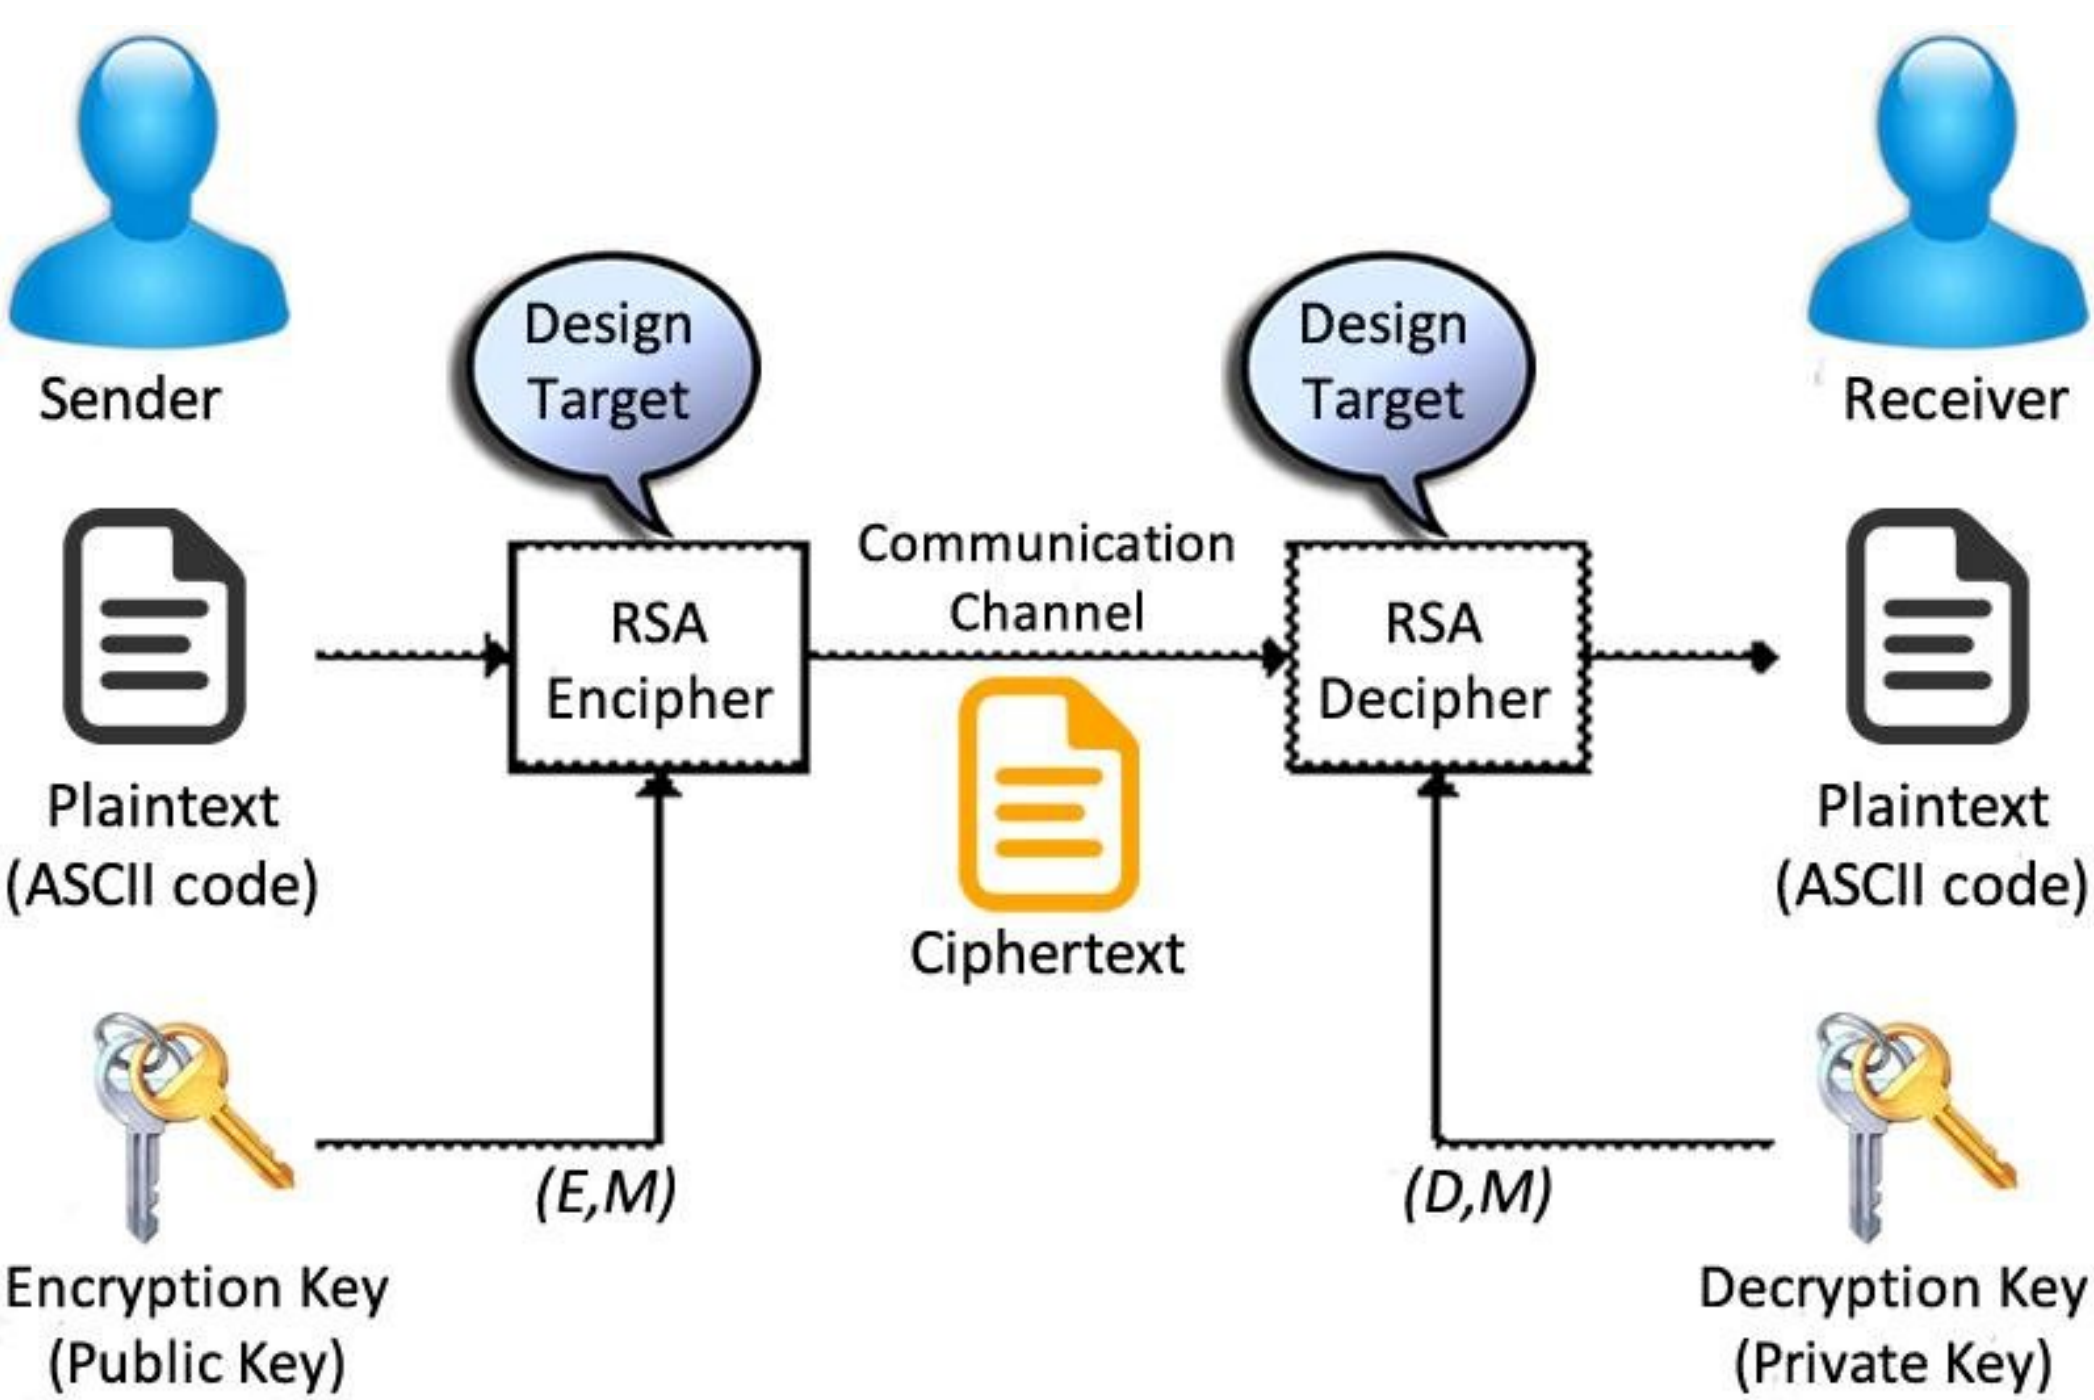 Sender
Receiver
Design
Target
Design
Target
Communication
Channel
RSA
Encipher
RSA
Decipher
Plaintext
(ASCII code)
Ciphertext
Plaintext
(ASCII code)
(E,M)
(D,M)
Encryption Key
(Public Key)
Decryption Key
(Private Key)